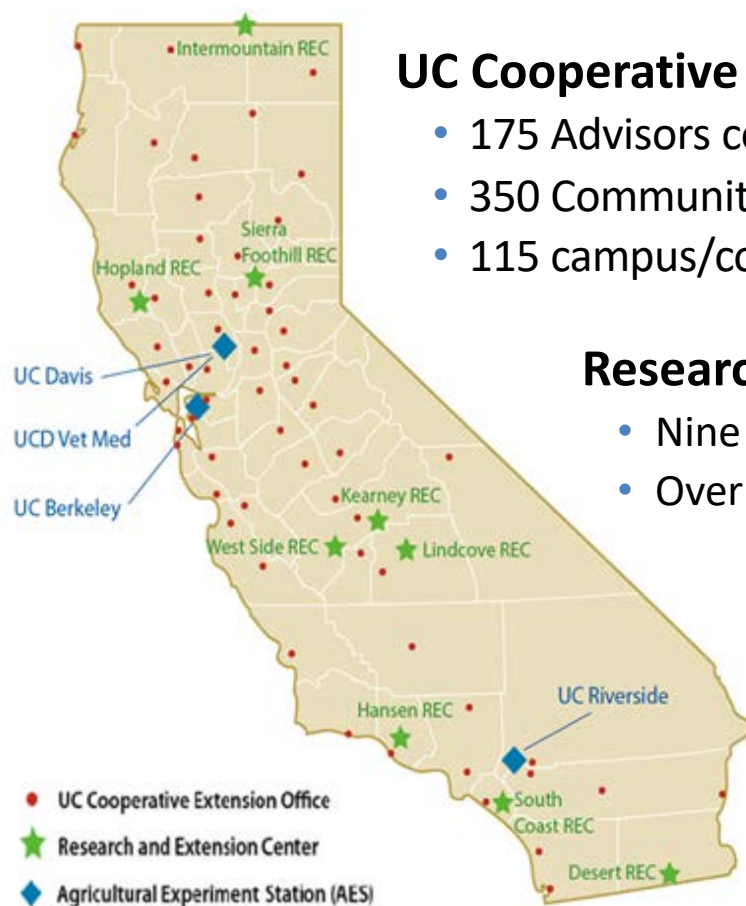 Intermountain REC
UC Cooperative
• 175 Advisors co
• 350 Communit
• 115 campus/co
Sierra
Foothill REC
Hopland REC
UC Davis
UCD Vet Med
UC Berkeley
Researc
• Nine
• Over
Kearney REC
West Side REC
Lindcove REC
UC Riverside
Hansen REC
South
Coast REC
Desert REC
UC Cooperative Extension Office
Research and Extension Center
Agricultural Experiment Station (AES)